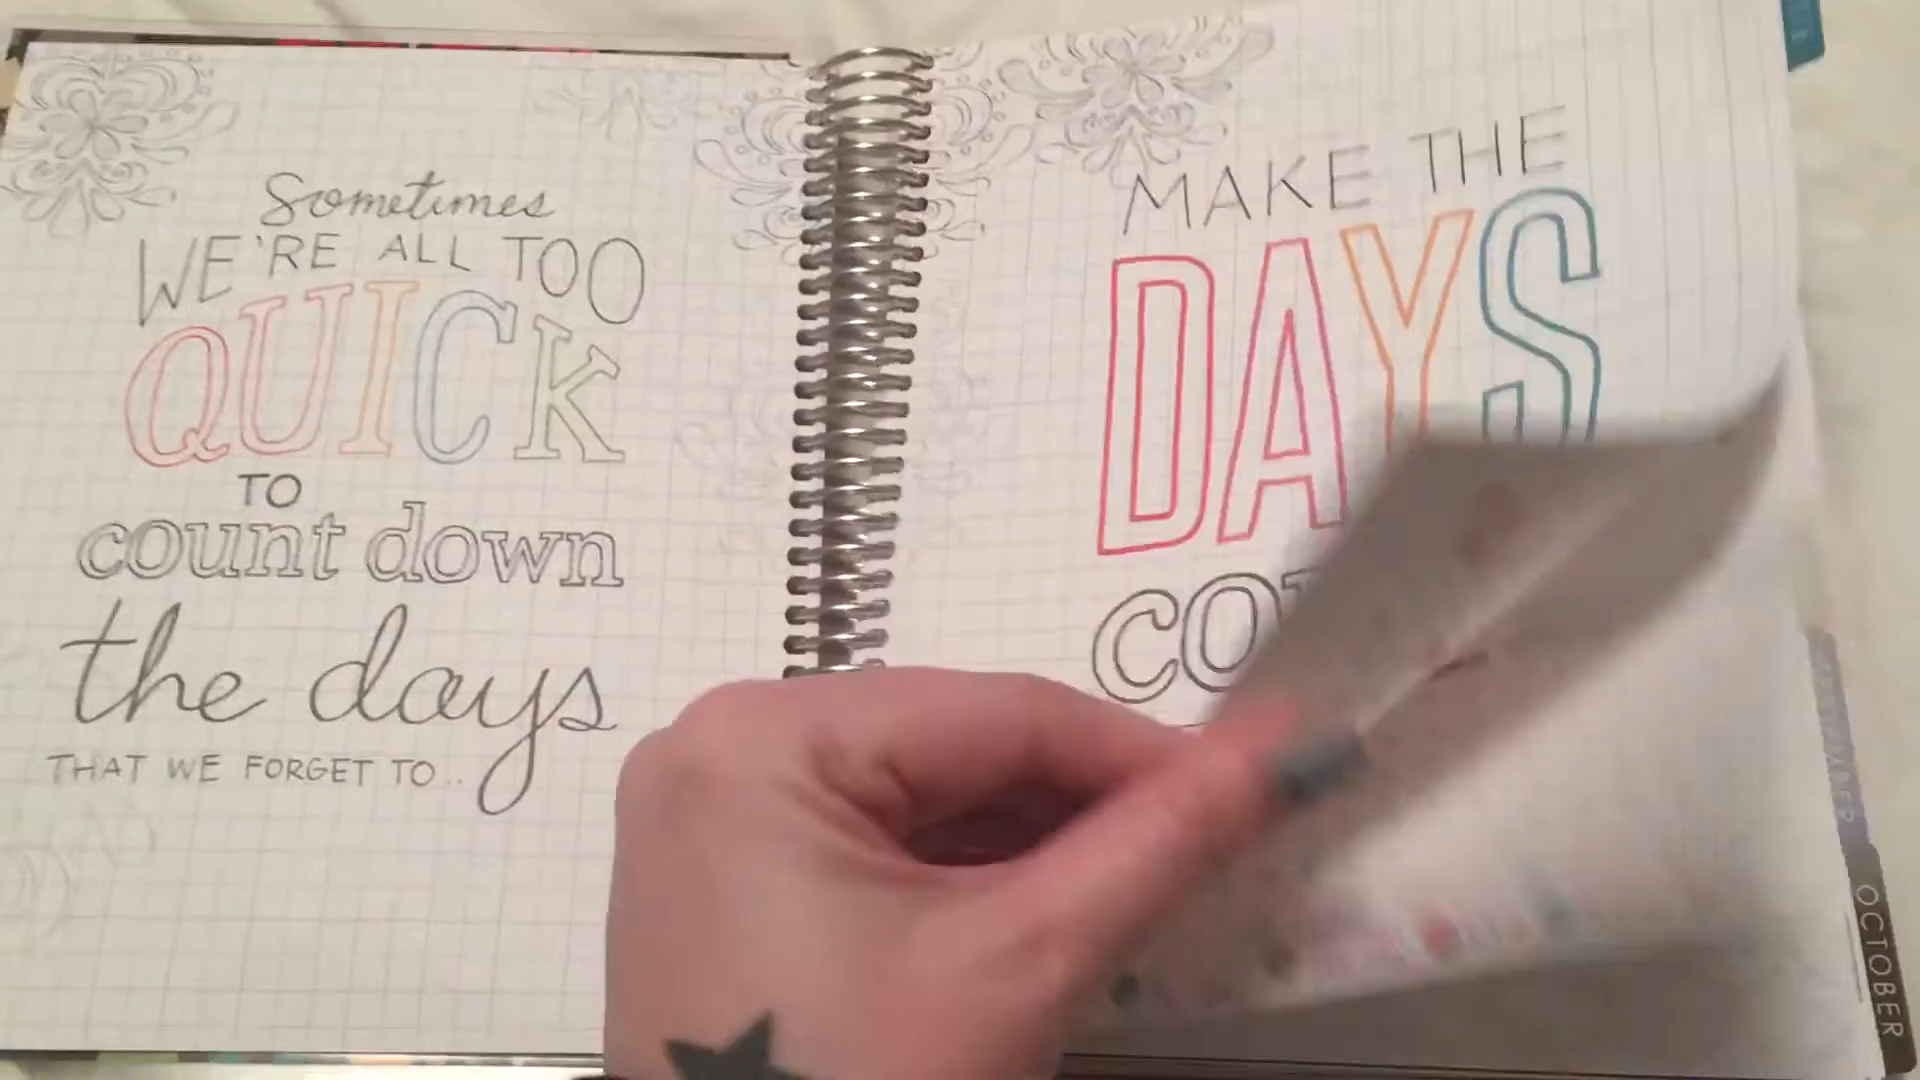 Sometimes
WE'RE ALL TOO
QUICK
TO
count down
the days
THAT WE FORGET TO..
MAKE THE
DAYS
OCTOBER